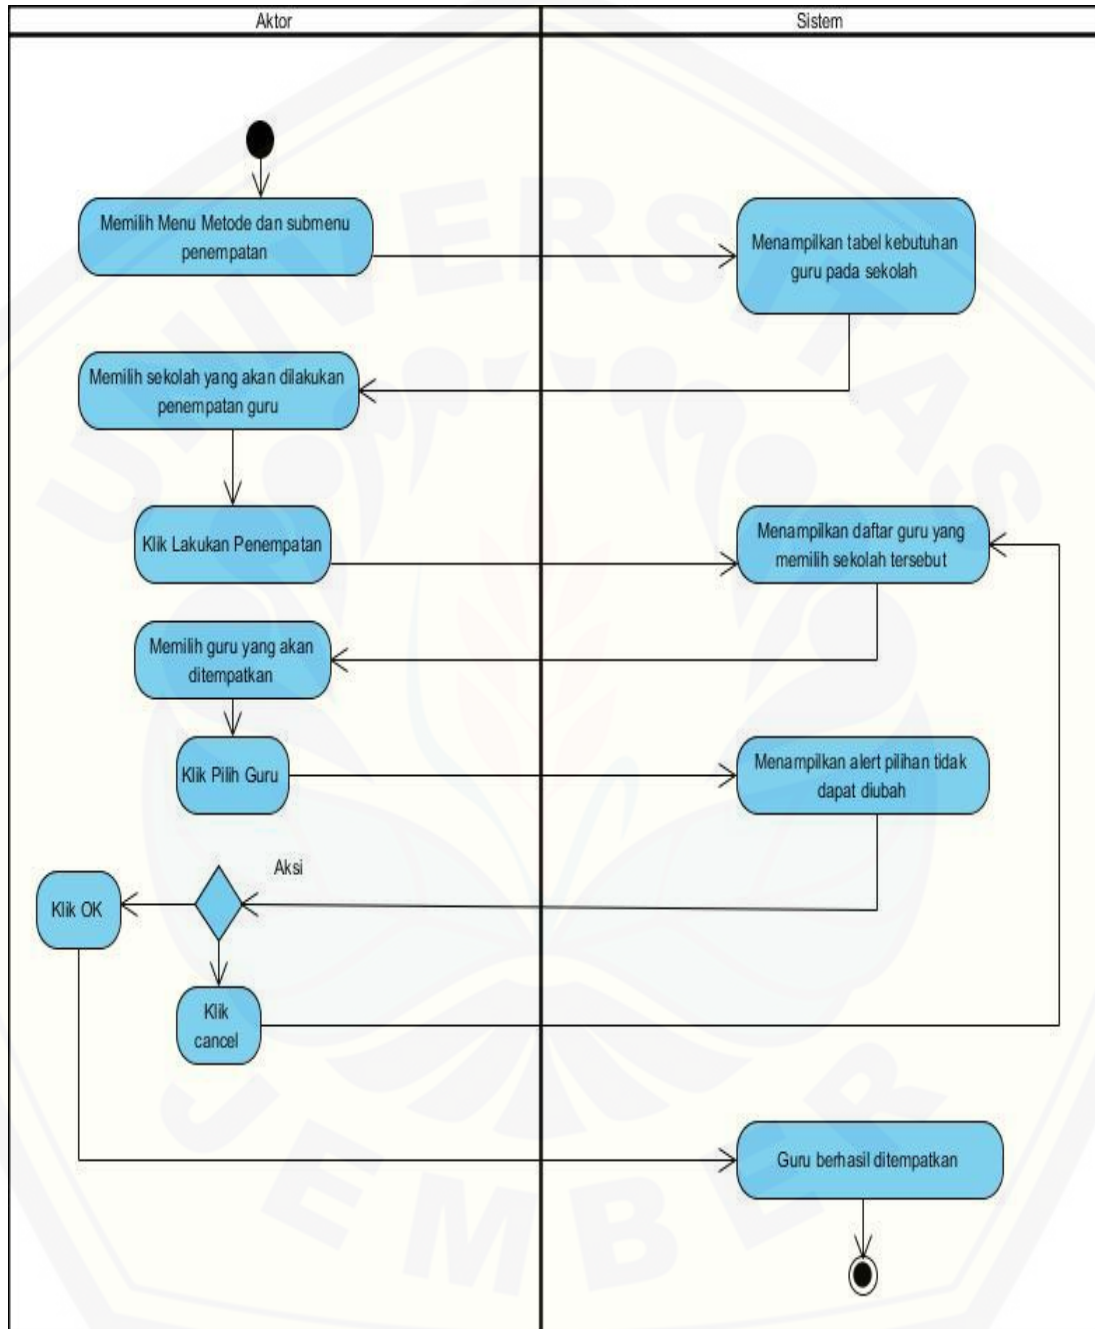 Aktor
Sistem
Memilih Menu Metode dan submenu
penempatan
Menampilkan tabel kebutuhan
guru pada sekolah
Memilih sekolah yang akan dilakukan
penempatan guru
Klik Lakukan Penempatan
Menampilkan daftar guru yang
memilih sekolah tersebut
Memilih guru yang akan
ditempatkan
Klik Pilih Guru
Menampilkan alert pilihan tidak
dapat diubah
Aksi
Klik OK
Klik
cancel
Guru berhasil ditempatkan
UNIVERSITAS
JEMBER